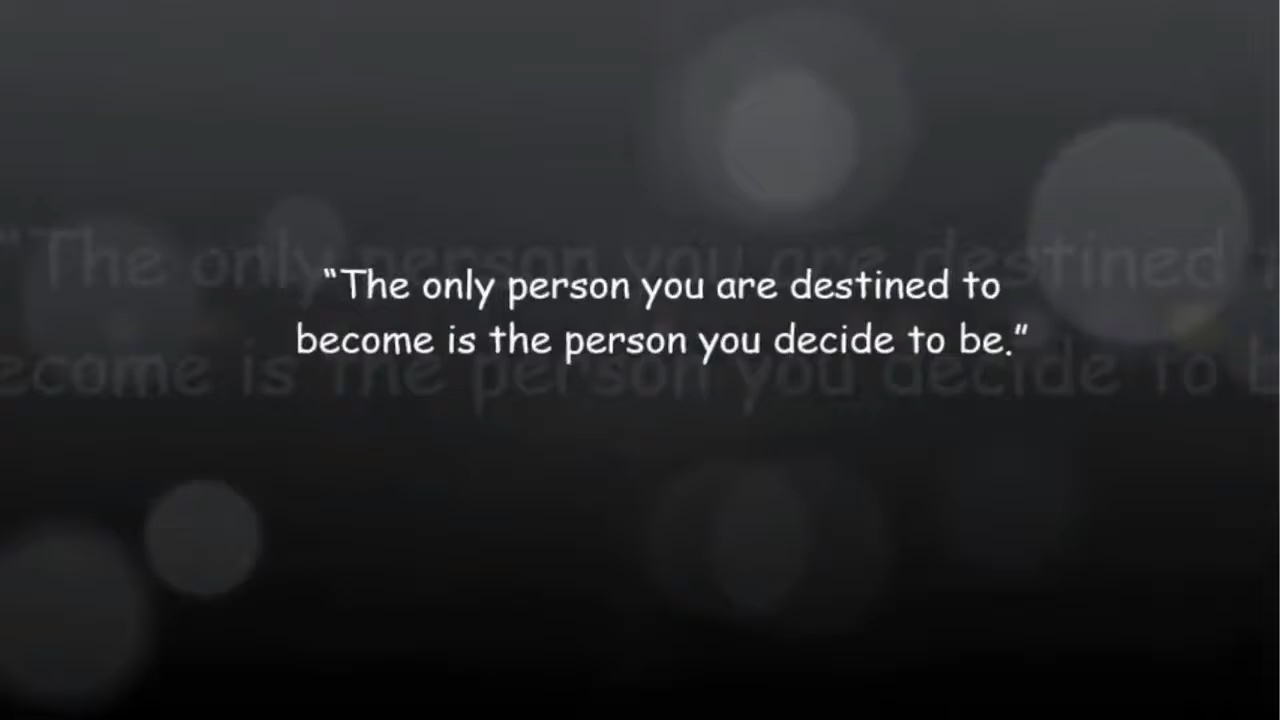 “The only person you are destined to
become is the person you decide to be.”